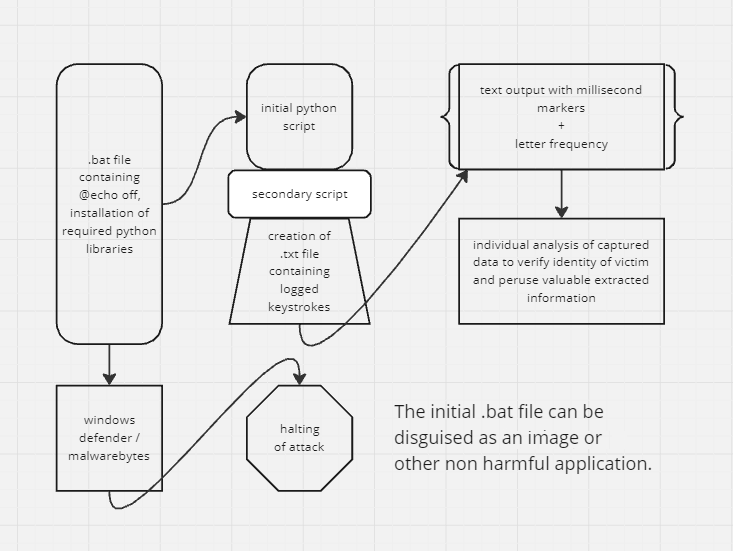 .bat file
containing
@echo off,
installation of
required python
libraries
initial python
script
secondary script
creation of
.txt file
containing
logged
keystrokes
text output with millisecond
markers
+
letter frequency
individual analysis of captured
data to verify identity of victim
and peruse valuable extracted
information
windows
defender /
malwarebytes
halting
of attack
The initial .bat file can be
disguised as an image or
other non harmful application.